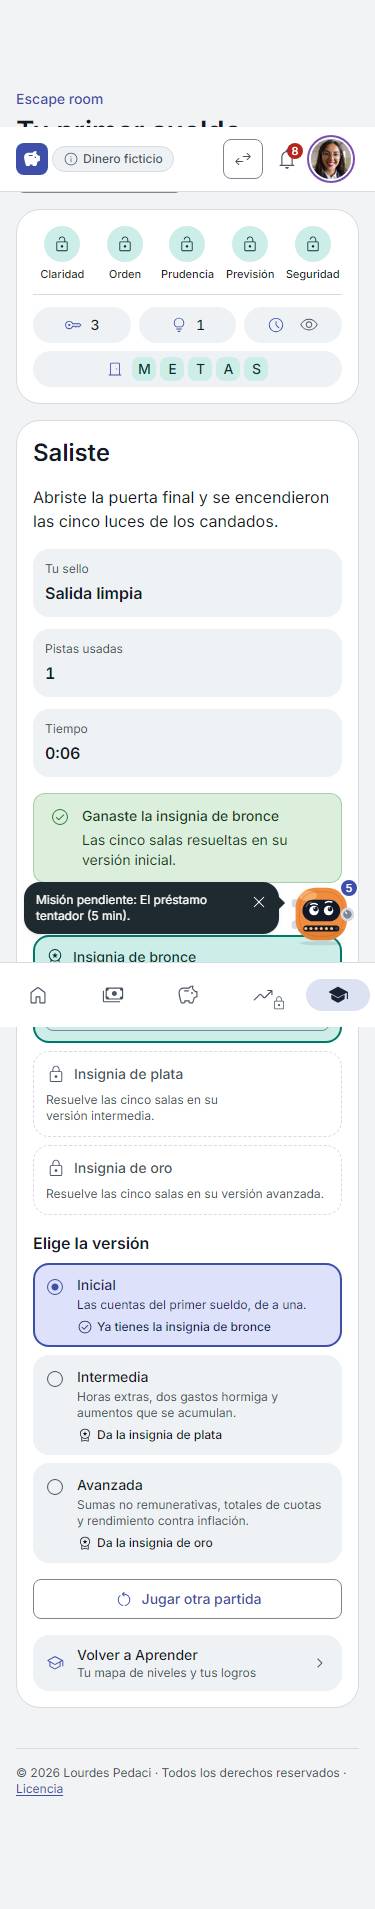 Escape room
Tu primer sueldo
Dinero ficticio
8
Claridad
Orden
Prudencia
Previsión
Seguridad
3
1
M E T A S
Saliste
Abriste la puerta final y se encendieron
las cinco luces de los candados.
Tu sello
Salida limpia
Pistas usadas
1
Tiempo
0:06
Ganaste la insignia de bronce
Las cinco salas resueltas en su
versión inicial.
Misión pendiente: El préstamo
tentador (5 min).
5
Insignia de bronce
Insignia de plata
Resuelve las cinco salas en su
versión intermedia.
Insignia de oro
Resuelve las cinco salas en su versión avanzada.
Elige la versión
Inicial
Las cuentas del primer sueldo, de a una.
Ya tienes la insignia de bronce
Intermedia
Horas extras, dos gastos hormiga y
aumentos que se acumulan.
Da la insignia de plata
Avanzada
Sumas no remunerativas, totales de cuotas
y rendimiento contra inflación.
Da la insignia de oro
Jugar otra partida
Volver a Aprender
Tu mapa de niveles y tus logros
© 2026 Lourdes Pedaci · Todos los derechos reservados ·
Licencia